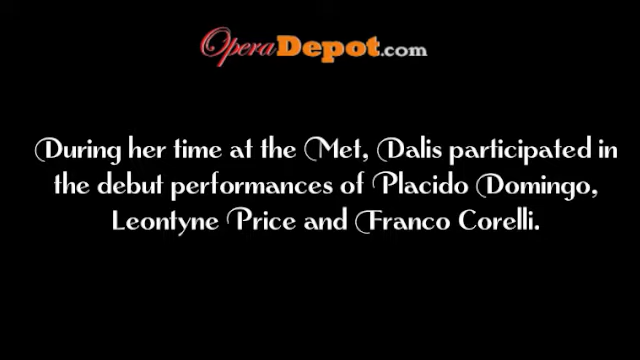 OperaDepot.com
During her time at the Met, Dalis participated in
the debut performances of Placido Domingo,
Leontyne Price and Franco Corelli.